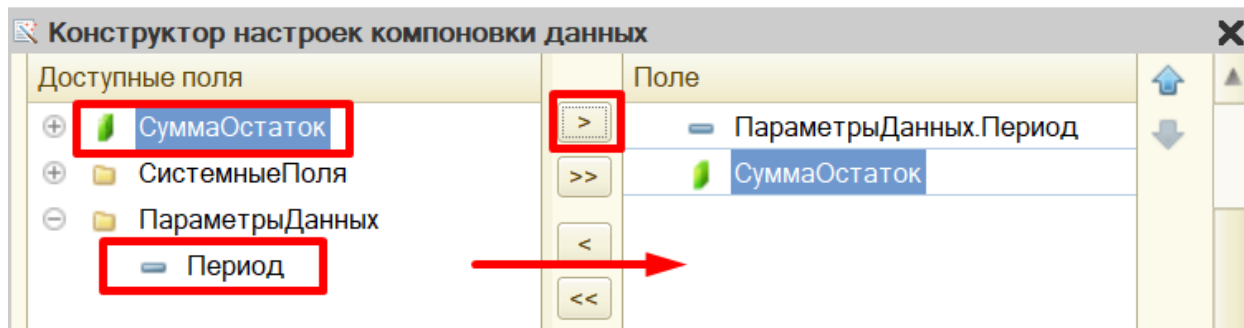 Конструктор настроек компоновки данных
Доступные поля
Поле
СуммаОстаток
>
ПараметрыДанных.Период
СистемныеПоля
>>
СуммаОстаток
ПараметрыДанных
<
Период
<<